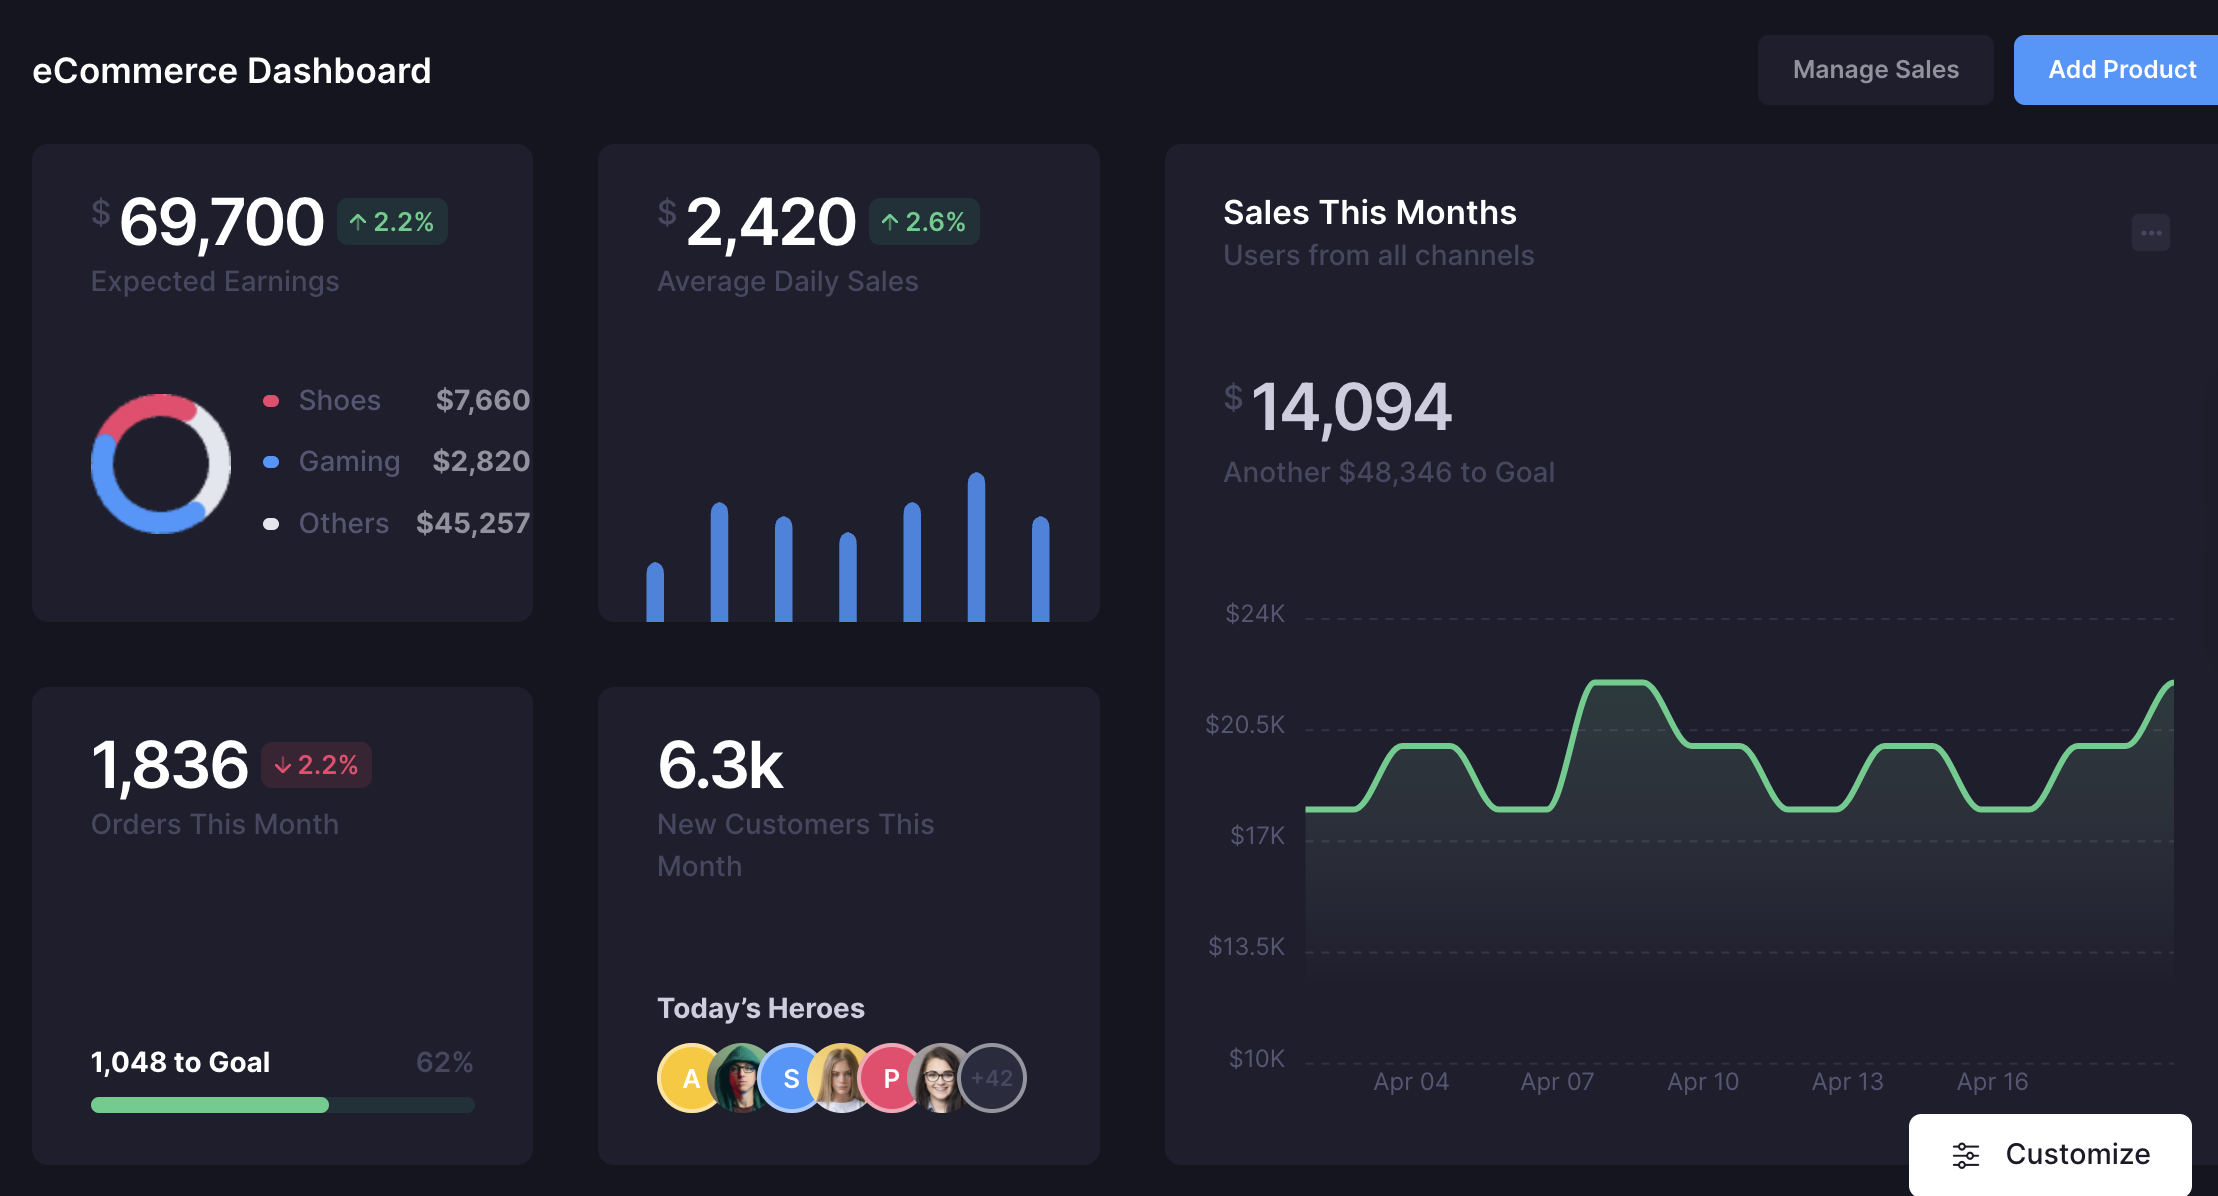 eCommerce Dashboard
Manage Sales
Add Product
$ 69,700 ↑ 2.2%
Expected Earnings
Shoes $7,660
Gaming $2,820
Others $45,257
$ 2,420 ↑ 2.6%
Average Daily Sales
Sales This Months
Users from all channels
$ 14,094
Another $48,346 to Goal
$24K
$20.5K
$17K
$13.5K
$10K
Apr 04 Apr 07 Apr 10 Apr 13 Apr 16
1,836 ↓ 2.2%
Orders This Month
1,048 to Goal 62%
6.3k
New Customers This
Month
Today’s Heroes
A S P +42
Customize